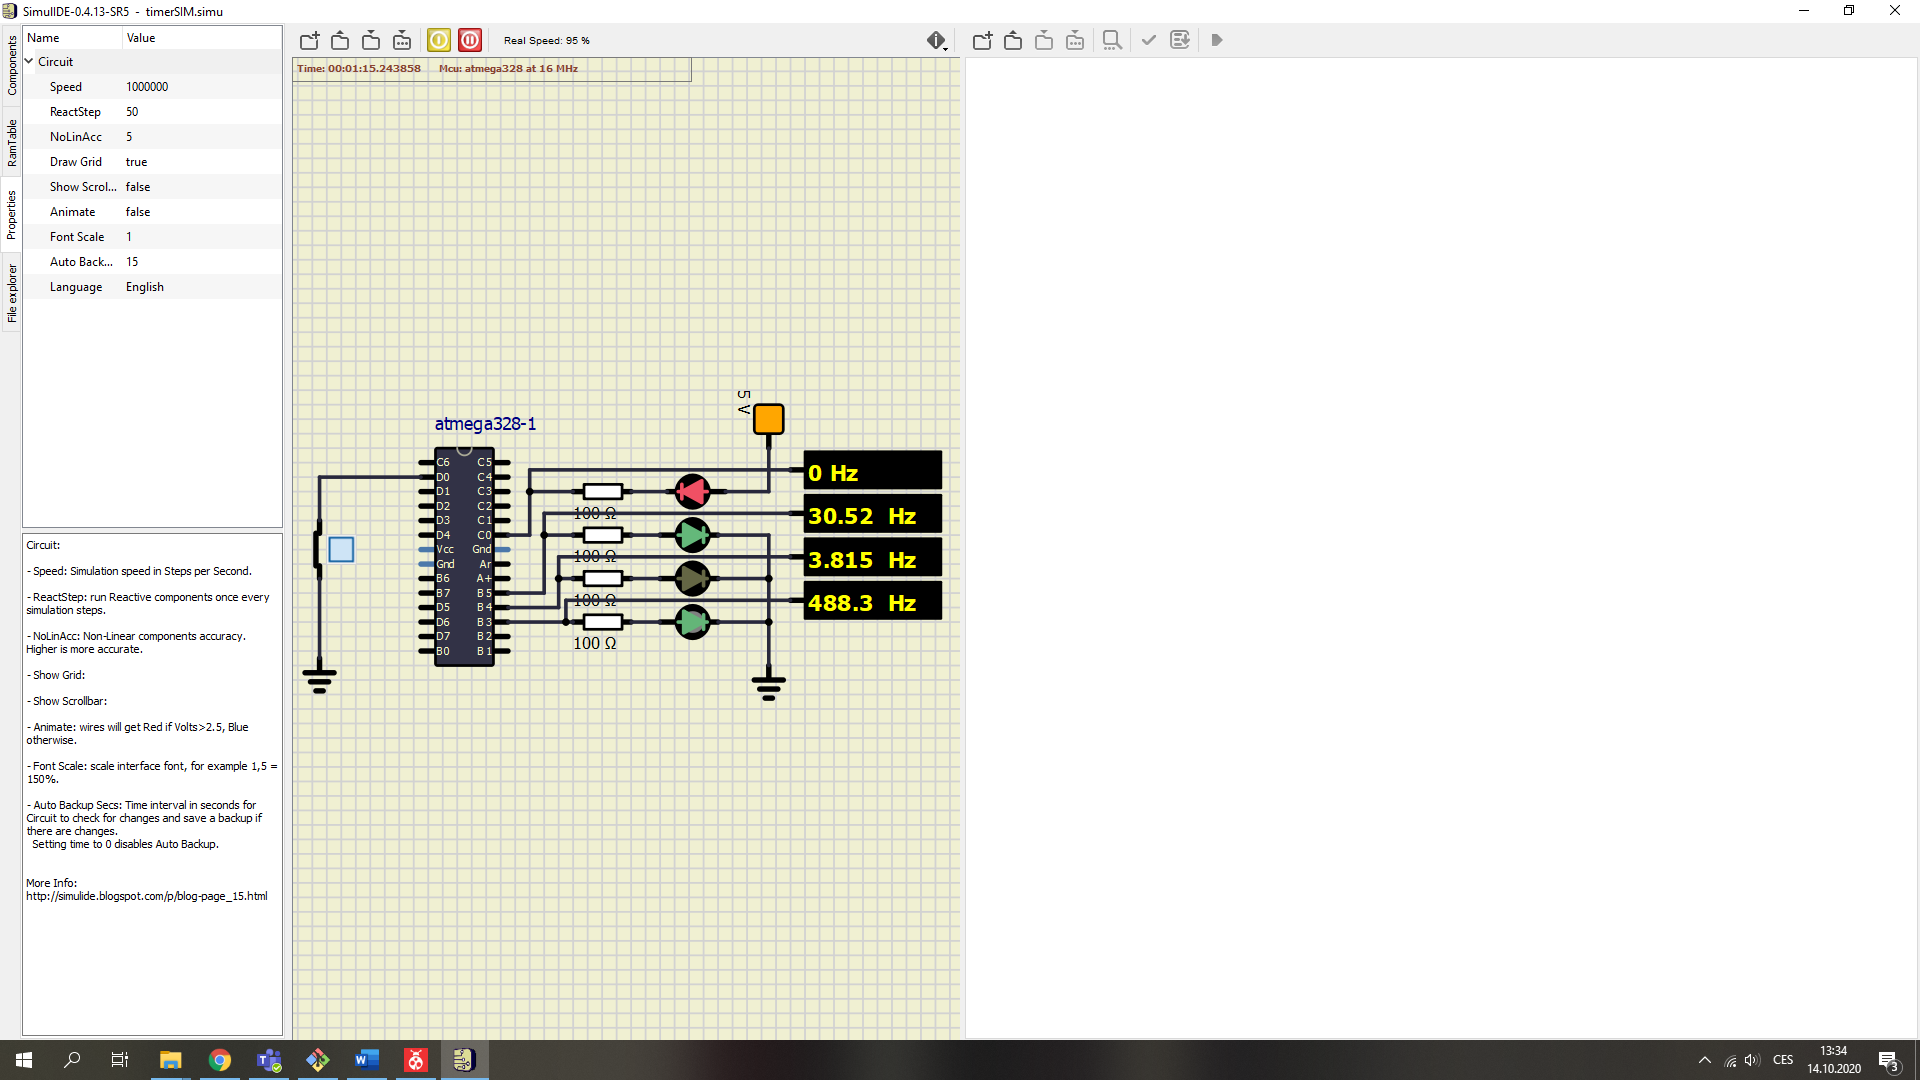 SimulIDE-0.4.13-SR5 - timerSIM.simu
Components
RamTable
Properties
File explorer
Name Value
Circuit
Speed 1000000
ReactStep 50
NoLinAcc 5
Draw Grid true
Show Scrol... false
Animate false
Font Scale 1
Auto Back... 15
Language English
Circuit:
- Speed: Simulation speed in Steps per Second.
- ReactStep: run Reactive components once every
simulation steps.
- NoLinAcc: Non-Linear components accuracy.
Higher is more accurate.
- Show Grid:
- Show Scrollbar:
- Animate: wires will get Red if Volts>2.5, Blue
otherwise.
- Font Scale: scale interface font, for example 1,5 =
150%.
- Auto Backup Secs: Time interval in seconds for
Circuit to check for changes and save a backup if
there are changes.
Setting time to 0 disables Auto Backup.
More Info:
http://simulide.blogspot.com/p/blog-page_15.html
Real Speed: 95 %
Time: 00:01:15.243858 Mcu: atmega328 at 16 MHz
5 V
atmega328-1
C6 C5
D0 C4
D1 C3
D2 C2
D3 C1
D4 C0
Vcc Gnd
Gnd Ar
B6 A+
B7 B5
D5 B4
D6 B3
D7 B2
B0 B1
100 Ω
100 Ω
100 Ω
100 Ω
0 Hz
30.52 Hz
3.815 Hz
488.3 Hz
CES
13:34
14.10.2020
3